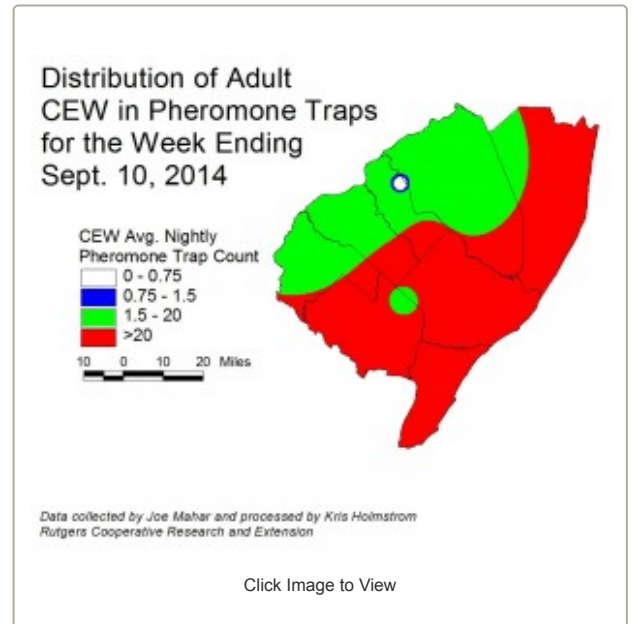 Distribution of Adult
CEW in Pheromone Traps
for the Week Ending
Sept. 10, 2014
CEW Avg. Nightly
Pheromone Trap Count
0 - 0.75
0.75 - 1.5
1.5 - 20
>20
10 0 10 20 Miles
Data collected by Joe Mahar and processed by Kris Holmstrom
Rutgers Cooperative Research and Extension
Click Image to View